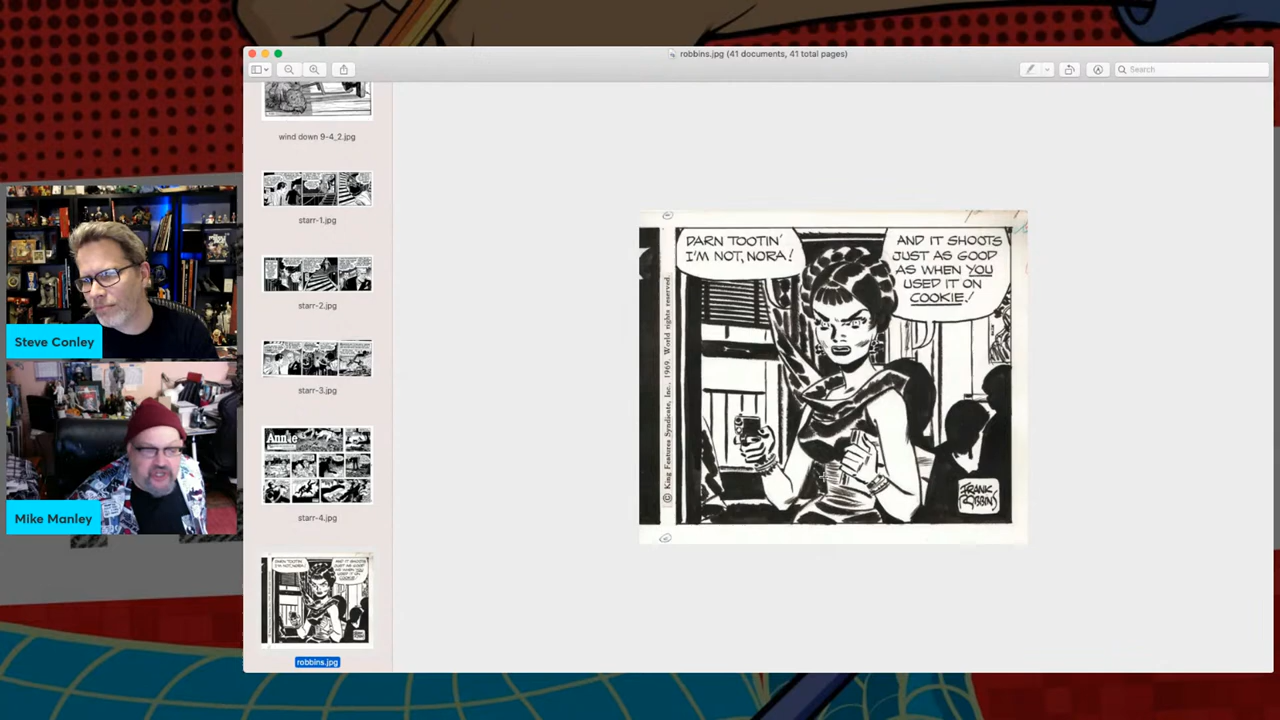 robbins.jpg (41 documents, 41 total pages)
Search
wind down 9-4_2.jpg
starr-1.jpg
starr-2.jpg
starr-3.jpg
Annie
starr-4.jpg
robbins.jpg
Steve Conley
Mike Manley
DARN TOOTIN'
I'M NOT, NORA!
AND IT SHOOTS
JUST AS GOOD
AS WHEN YOU
USED IT ON
COOKIE!
© King Features Syndicate, Inc., 1969. World rights reserved.
FRANK
ROBBINS